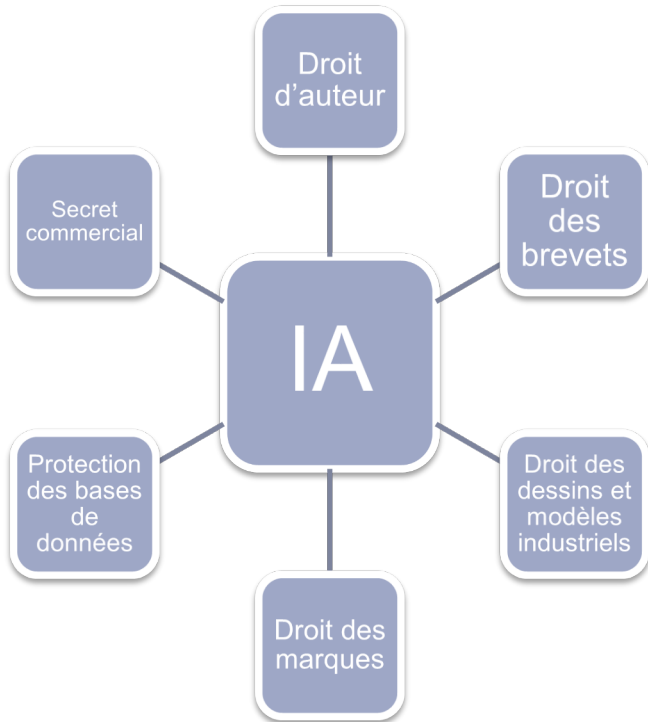 Droit
d’auteur
Secret
commercial
Droit
des
brevets
IA
Protection
des bases
de
données
Droit des
dessins et
modèles
industriels
Droit des
marques